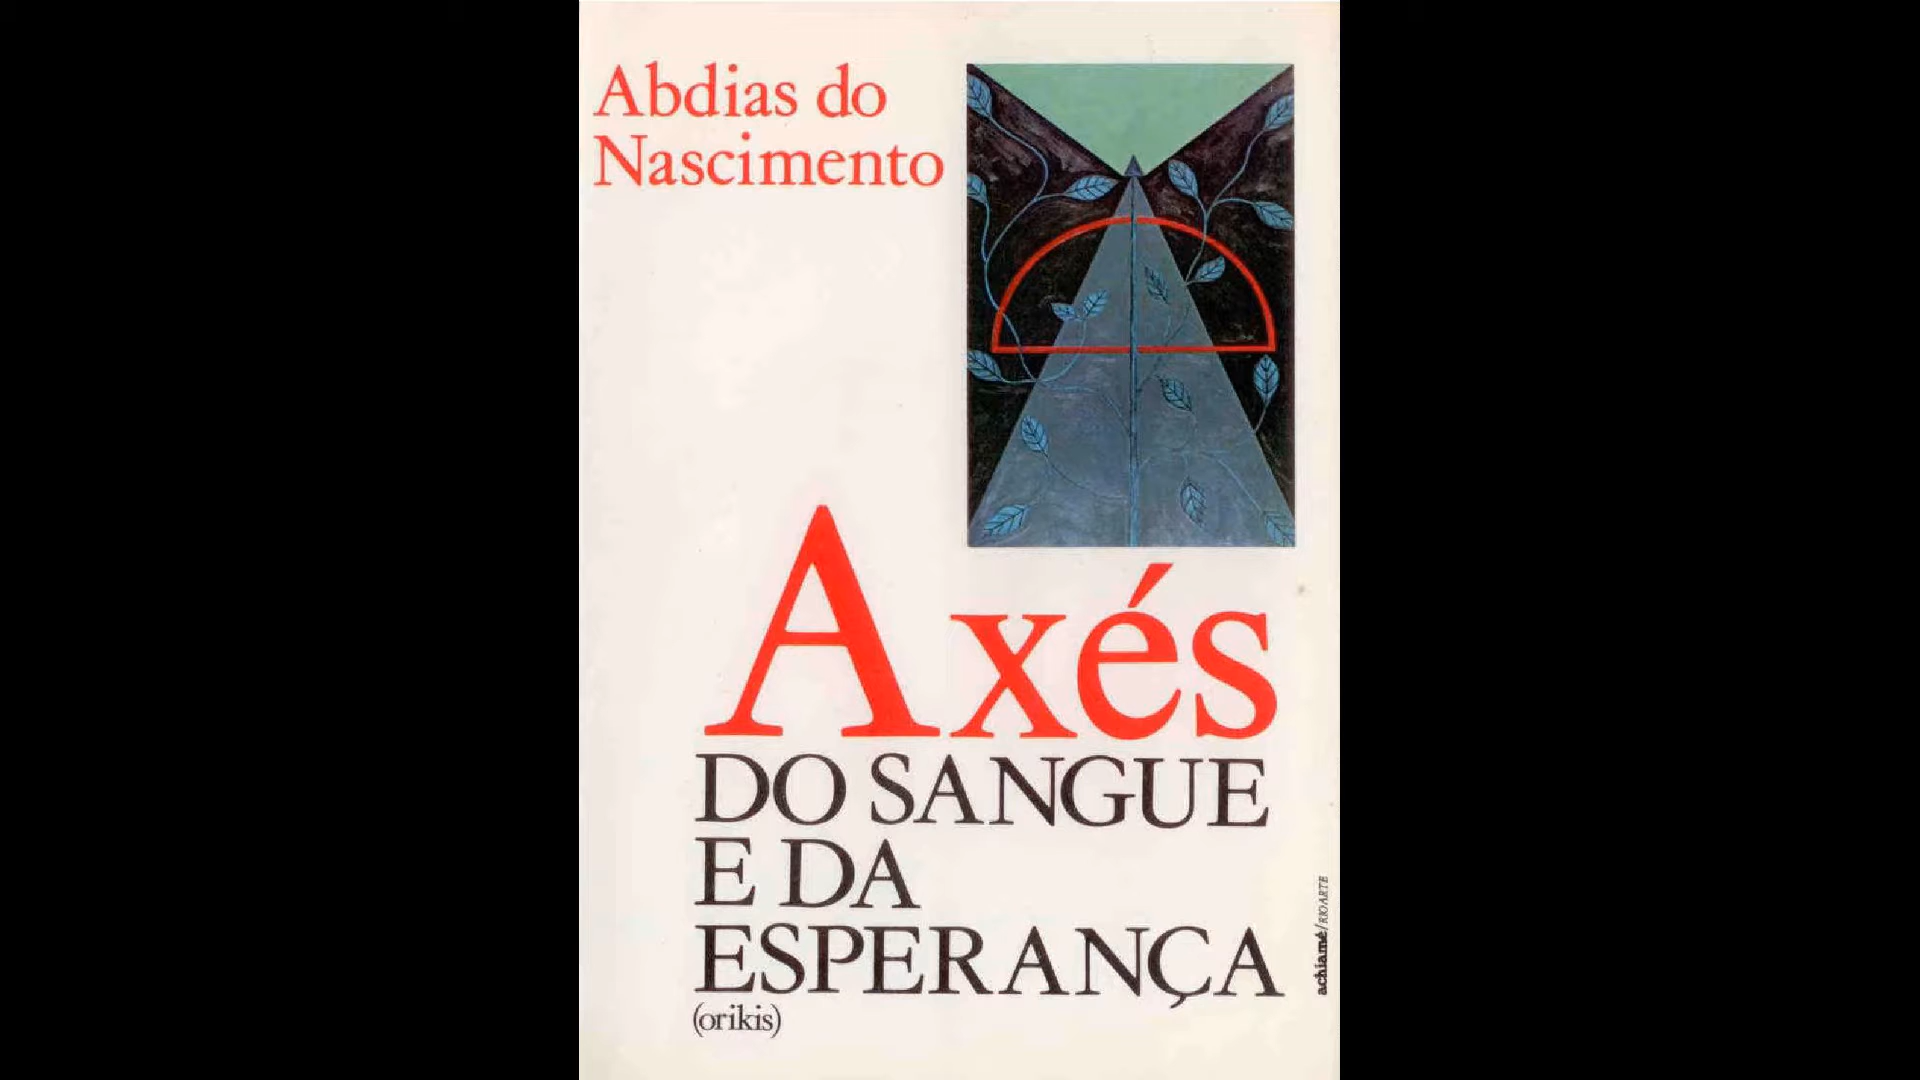 Abdias do
Nascimento
Axés
DO SANGUE
E DA
ESPERANÇA
(orikis)
achiamé/RIOARTE